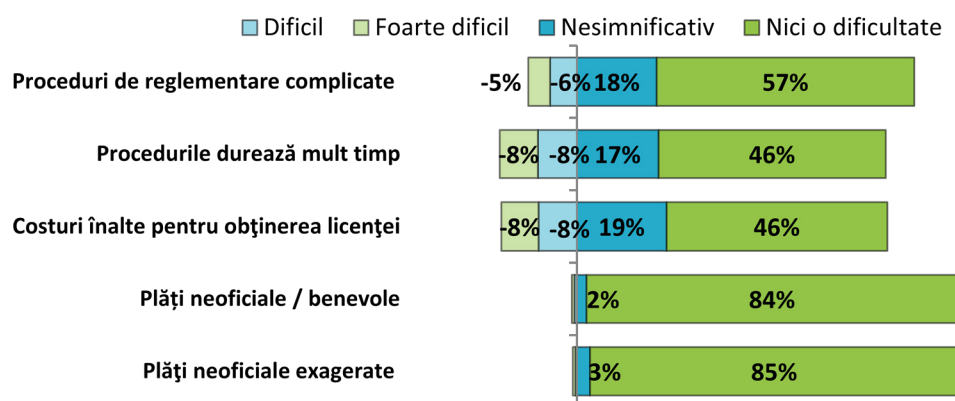 Dificil Foarte dificil Nesimnificativ Nici o dificultate
Proceduri de reglementare complicate -5% -6% 18% 57%
Procedurile durează mult timp -8% -8% 17% 46%
Costuri înalte pentru obţinerea licenţei -8% -8% 19% 46%
Plăți neoficiale / benevole 2% 84%
Plăţi neoficiale exagerate 3% 85%